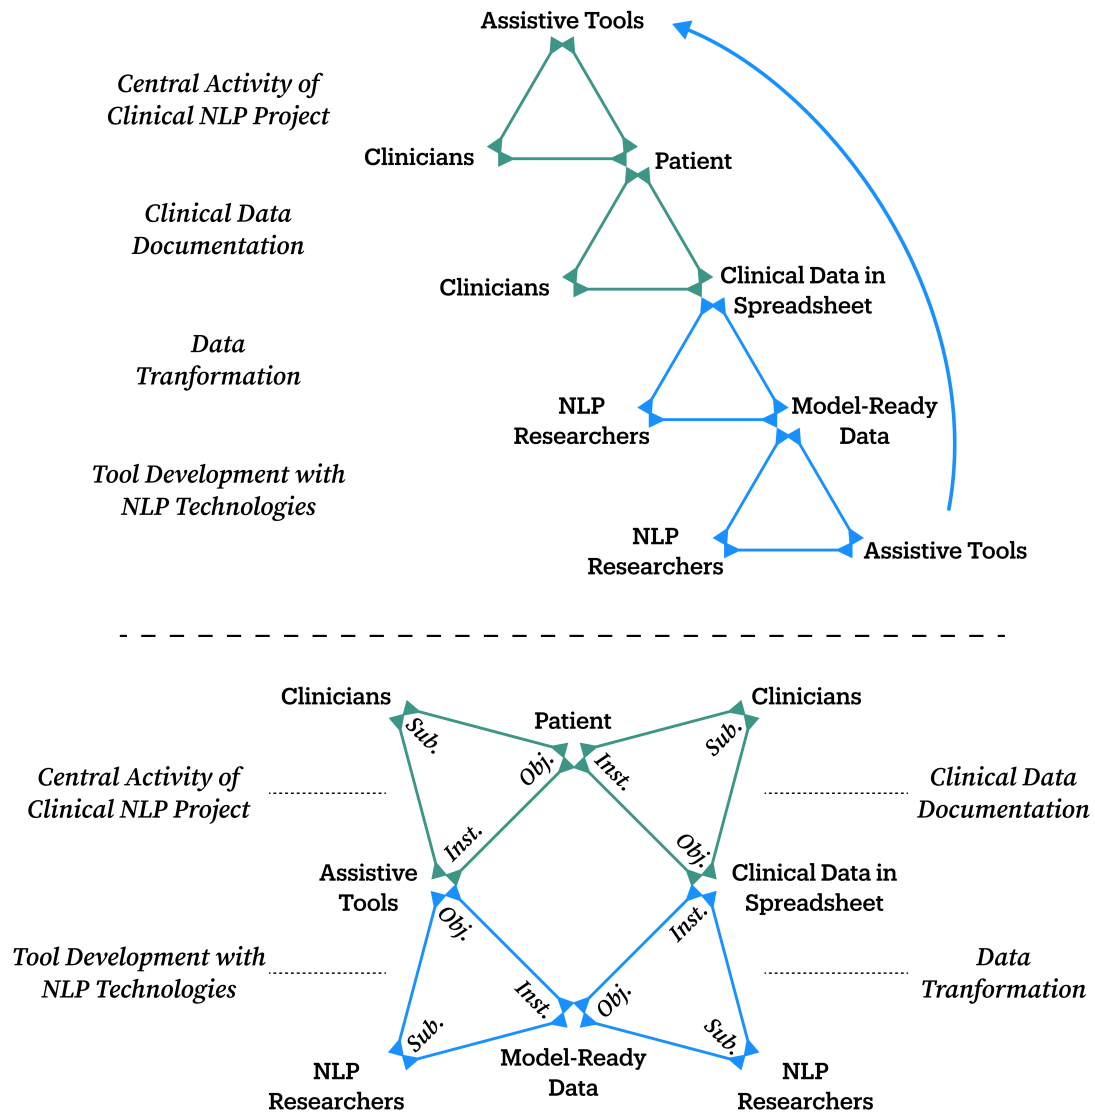 Assistive Tools
Central Activity of
Clinical NLP Project
Clinicians
Patient
Clinical Data
Documentation
Clinicians
Clinical Data in
Spreadsheet
Data
Tranformation
NLP
Researchers
Model-Ready
Data
Tool Development with
NLP Technologies
NLP
Researchers
Assistive Tools
Clinicians
Clinicians
Patient
Sub.
Sub.
Obj.
Inst.
Central Activity of
Clinical NLP Project
Clinical Data
Documentation
Inst.
Obj.
Assistive
Tools
Clinical Data in
Spreadsheet
Obj.
Inst.
Tool Development with
NLP Technologies
Data
Tranformation
Inst.
Obj.
Sub.
Sub.
Model-Ready
Data
NLP
Researchers
NLP
Researchers